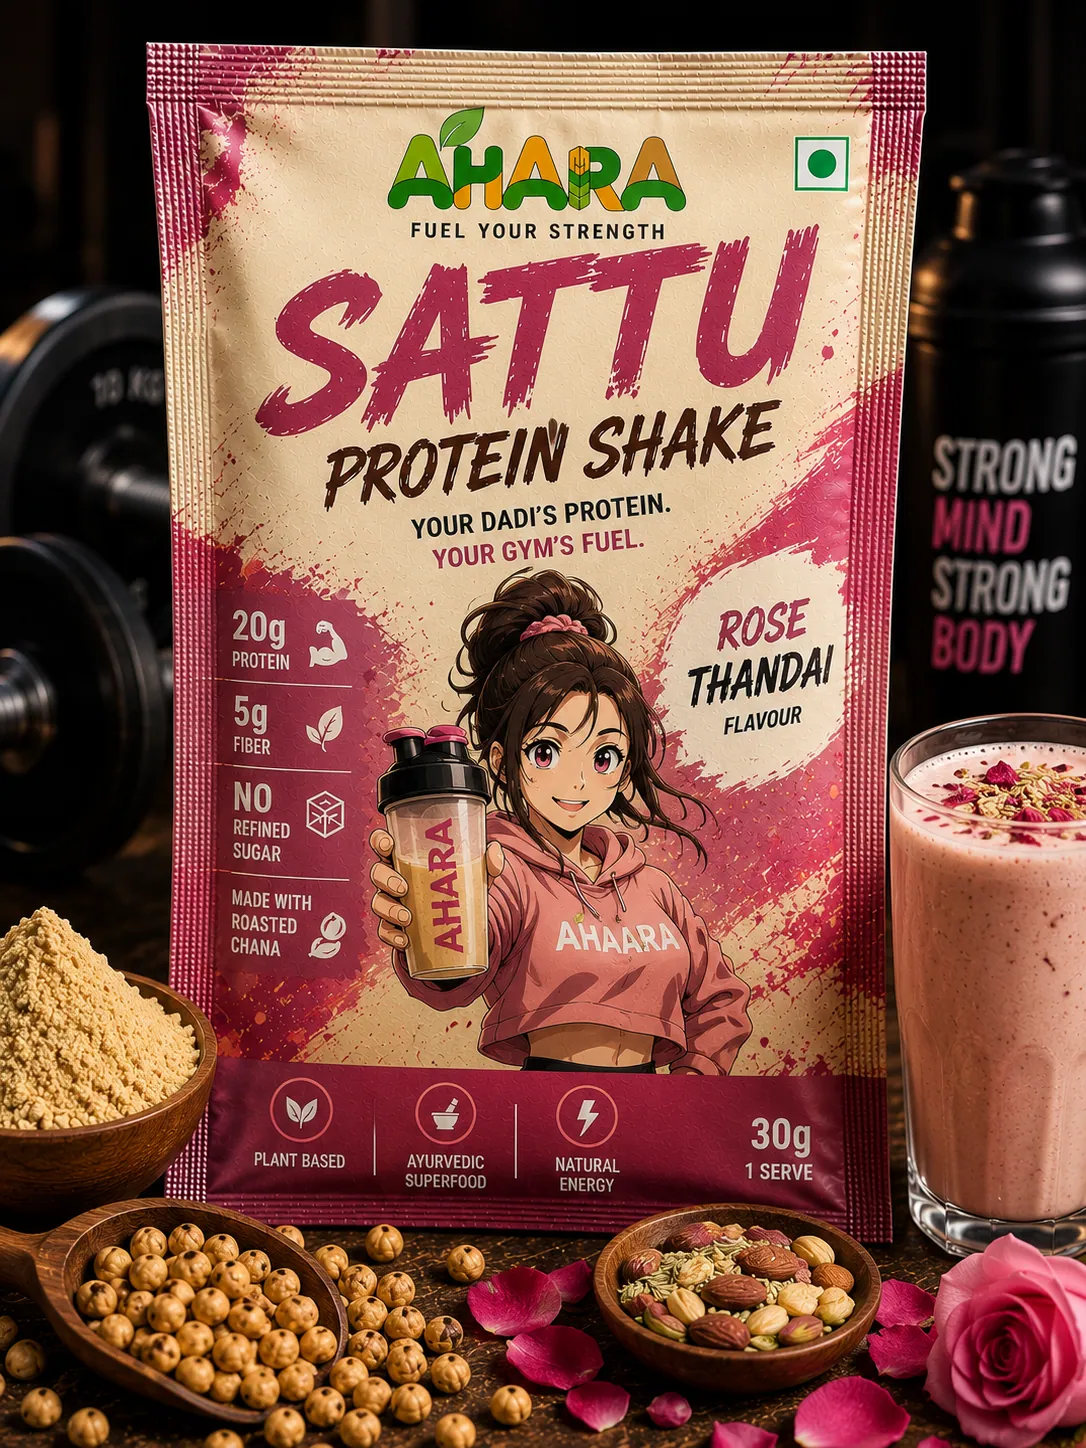 AHARA
FUEL YOUR STRENGTH
SATTU
PROTEIN SHAKE
YOUR DADI'S PROTEIN.
YOUR GYM'S FUEL.
20g
PROTEIN
5g
FIBER
NO
REFINED
SUGAR
MADE WITH
ROASTED
CHANA
ROSE
THANDAI
FLAVOUR
AHARA
AHAARA
PLANT BASED
AYURVEDIC
SUPERFOOD
NATURAL
ENERGY
30g
1 SERVE
10 KG
STRONG
MIND
STRONG
BODY